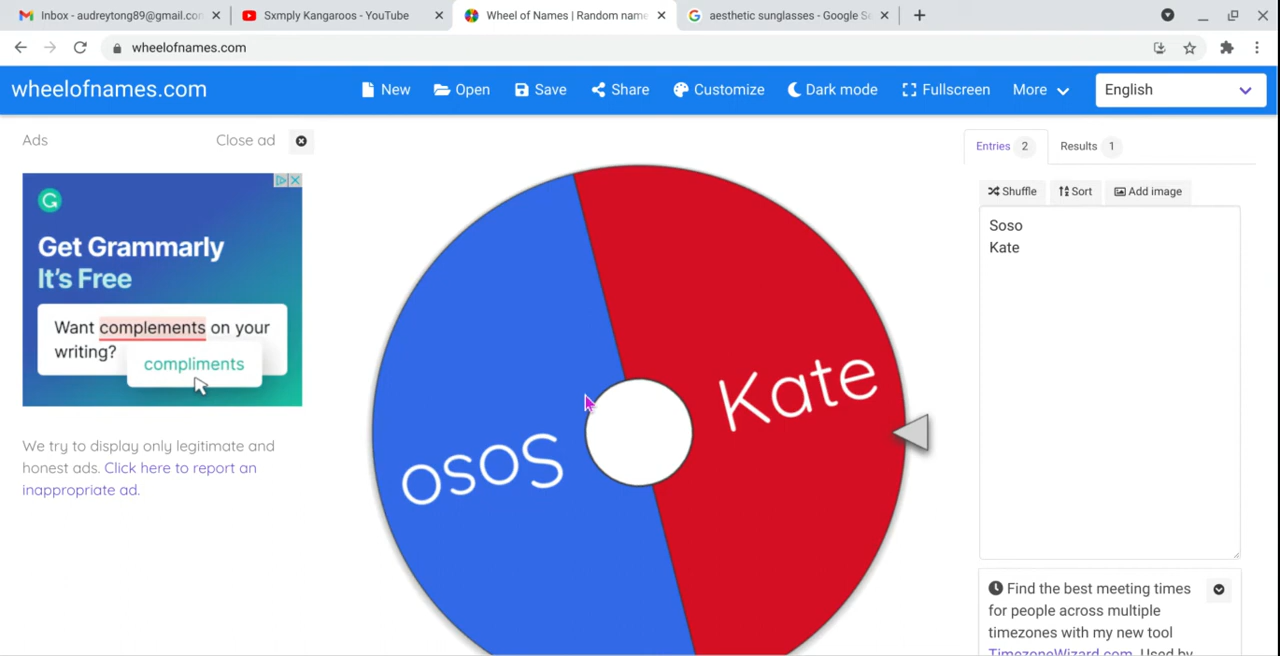 Inbox - audreytong89@gmail.con
Sxmply Kangaroos - YouTube
Wheel of Names | Random name
aesthetic sunglasses - Google Se
wheelofnames.com
wheelofnames.com
New
Open
Save
Share
Customize
Dark mode
Fullscreen
More
English
Ads
Close ad
Entries 2
Results 1
Shuffle
Sort
Add image
Soso
Kate
G
Get Grammarly
It's Free
Want complements on your
writing?
compliments
We try to display only legitimate and
honest ads. Click here to report an
inappropriate ad.
Kate
Soso
Find the best meeting times
for people across multiple
timezones with my new tool
TimezoneWizard.com. Used by